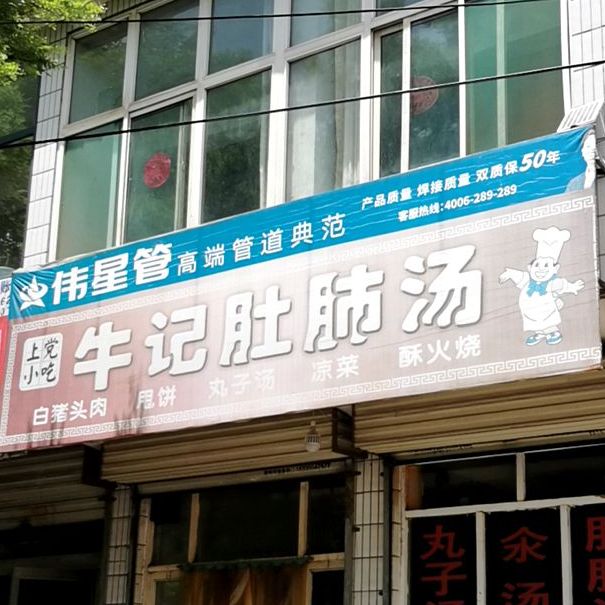 伟星管 高端管道典范
产品质量 焊接质量 双质保50年
客服热线:4006-289-289
上党小吃
牛记肚肺汤
白猪头肉 甩饼 丸子汤 凉菜 酥火烧
丸子汤
汆汤
肚肺